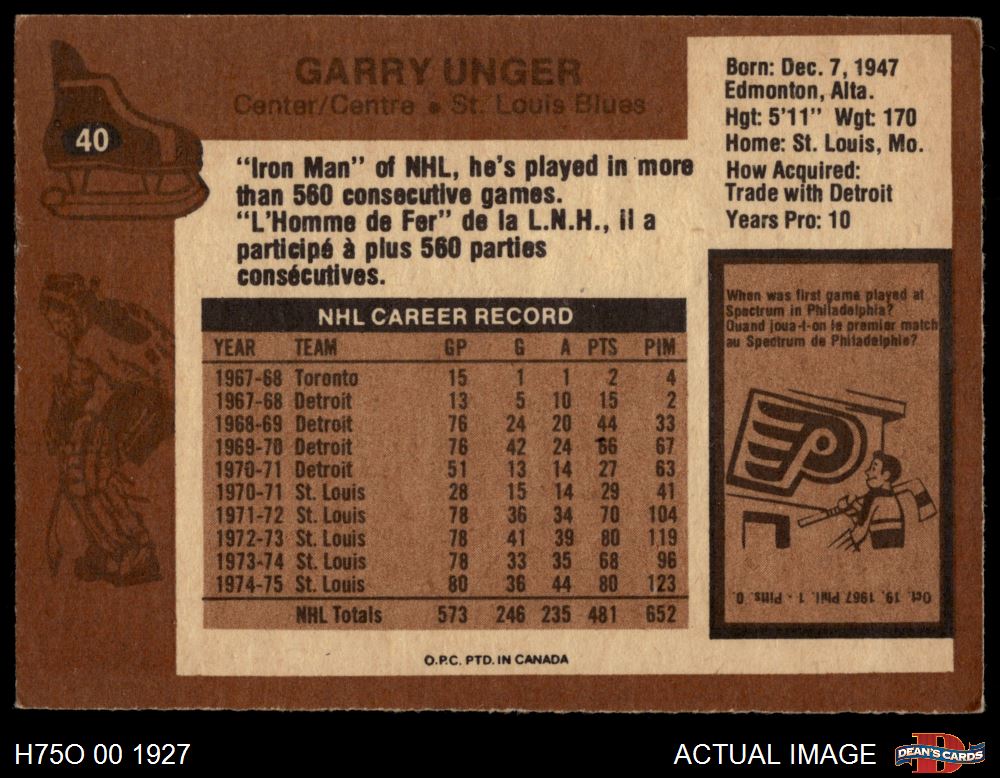 GARRY UNGER
Center/Centre • St. Louis Blues
40
Born: Dec. 7, 1947
Edmonton, Alta.
Hgt: 5'11" Wgt: 170
Home: St. Louis, Mo.
How Acquired:
Trade with Detroit
Years Pro: 10
"Iron Man" of NHL, he's played in more
than 560 consecutive games.
"L'Homme de Fer" de la L.N.H., il a
participé à plus 560 parties
consécutives.
NHL CAREER RECORD
YEAR TEAM GP G A PTS PIM
1967-68 Toronto 15 1 1 2 4
1967-68 Detroit 13 5 10 15 2
1968-69 Detroit 76 24 20 44 33
1969-70 Detroit 76 42 24 66 67
1970-71 Detroit 51 13 14 27 63
1970-71 St. Louis 28 15 14 29 41
1971-72 St. Louis 78 36 34 70 104
1972-73 St. Louis 78 41 39 80 119
1973-74 St. Louis 78 33 35 68 96
1974-75 St. Louis 80 36 44 80 123
NHL Totals 573 246 235 481 652
When was first game played at
Spectrum in Philadelphia?
Quand joua-t-on le premier match
au Spectrum de Philadelphie?
P
Oct. 19, 1967 Phil. 1 - Pitts. 0
O.P.C. PTD. IN CANADA
H75O 00 1927
ACTUAL IMAGE
D
DEAN'S CARDS